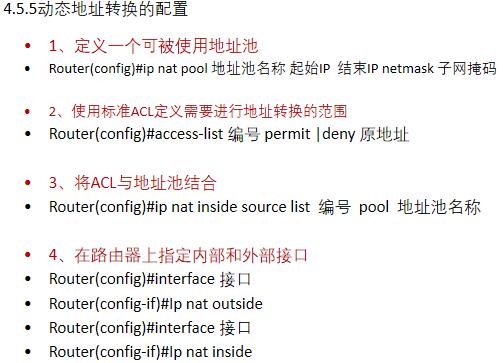 4.5.5动态地址转换的配置
• 1、定义一个可被使用地址池
• Router(config)#ip nat pool 地址池名称 起始IP 结束IP netmask 子网掩码
• 2、使用标准ACL定义需要进行地址转换的范围
• Router(config)#access-list 编号 permit |deny 原地址
• 3、将ACL与地址池结合
• Router(config)#ip nat inside source list 编号 pool 地址池名称
• 4、在路由器上指定内部和外部接口
• Router(config)#interface 接口
• Router(config-if)#Ip nat outside
• Router(config)#interface 接口
• Router(config-if)#Ip nat inside